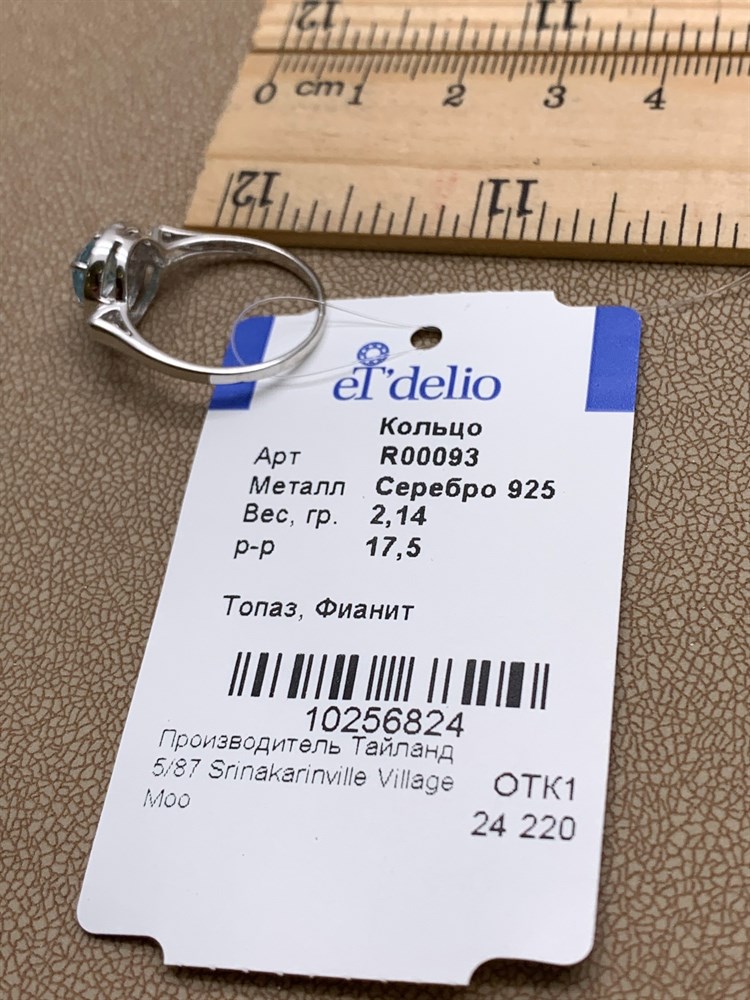 12 11
0 cm 1 2 3 4
12 11
eT'delio
Кольцо
Арт R00093
Металл Серебро 925
Вес, гр. 2,14
р-р 17,5
Топаз, Фианит
10256824
Производитель Тайланд
5/87 Srinakarinville Village
Moo
ОТК1
24 220